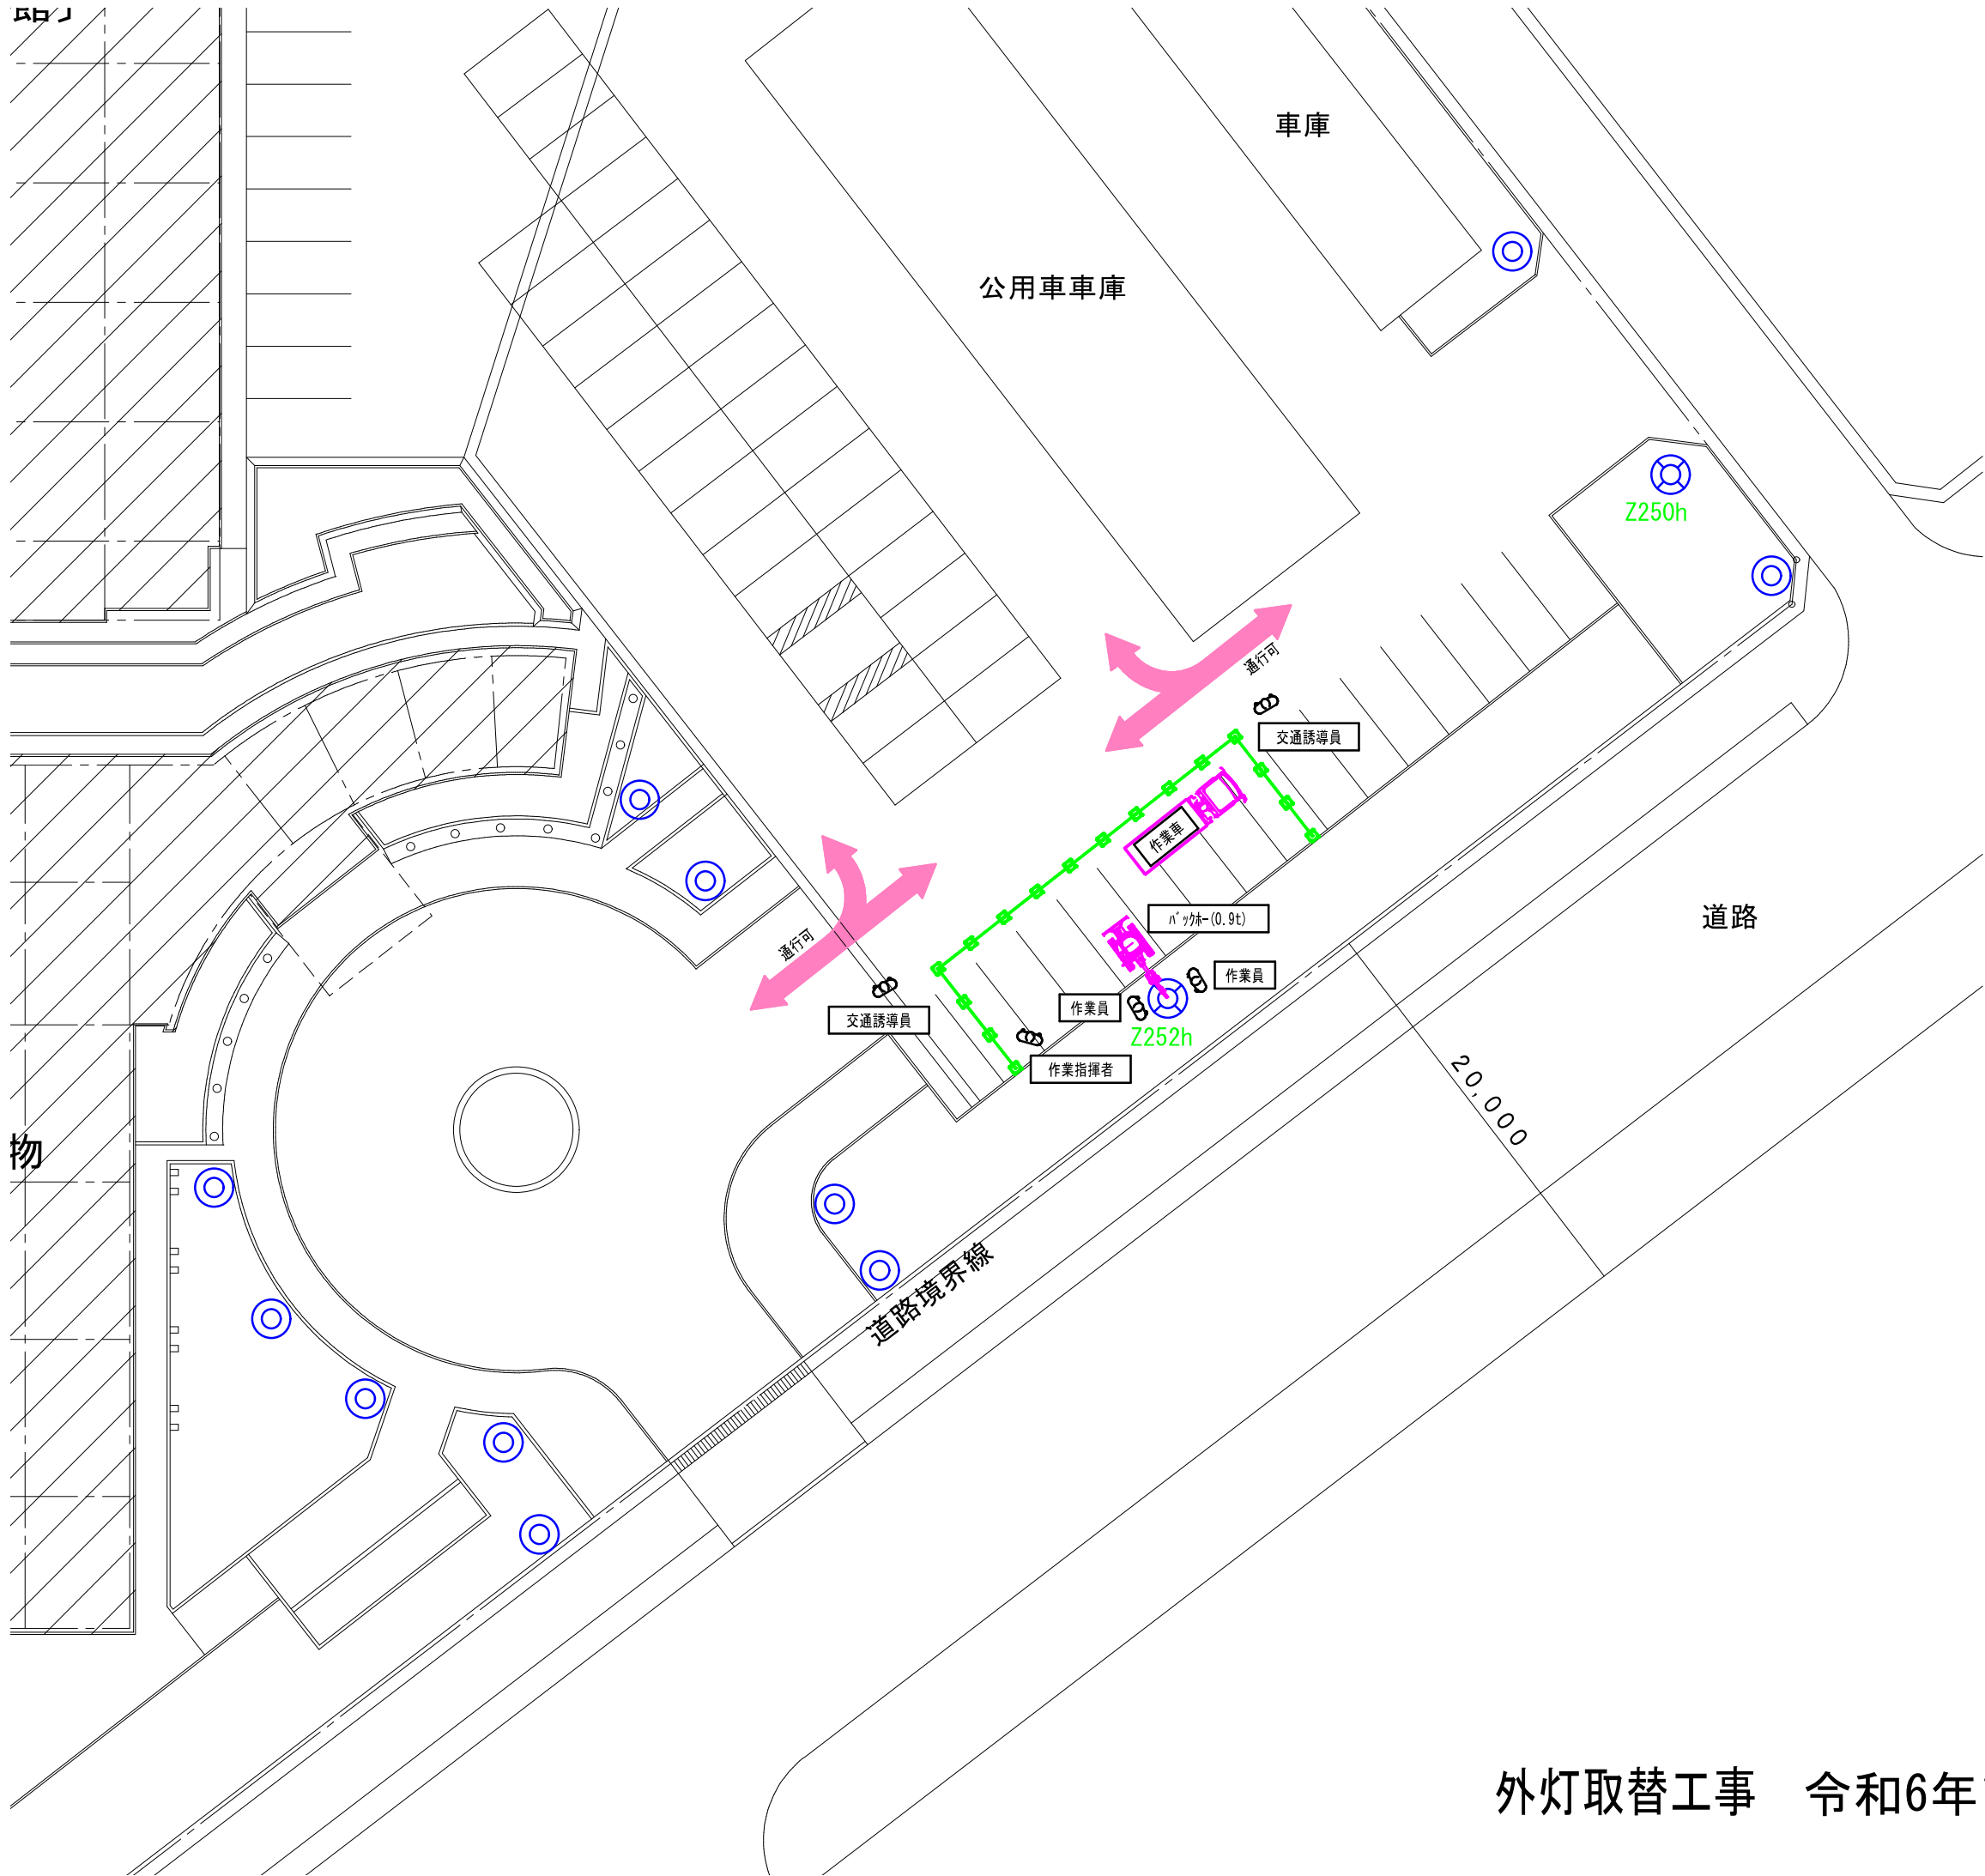 車庫
公用車車庫
Z250h
通行可
交通誘導員
作業車
バックホー(0.9t)
道路
通行可
作業員
作業員
交通誘導員
Z252h
作業指揮者
20,000
物
道路境界線
外灯取替工事　令和6年